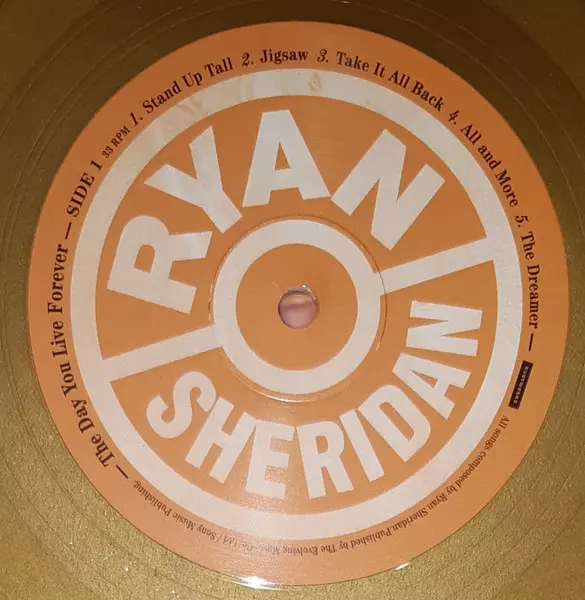 RYAN
SHERIDAN
The Day You Live Forever — SIDE 1 33 RPM 1. Stand Up Tall 2. Jigsaw 3. Take It All Back 4. All and More 5. The Dreamer —
All songs composed by Ryan Sheridan Published by The Evolving Co. Ltd / Sony Music Publishing. —